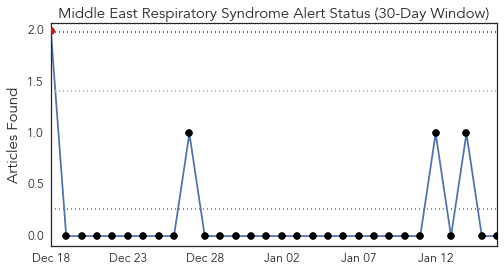 Middle East Respiratory Syndrome Alert Status (30-Day Window)
Articles Found
2.0
1.5
1.0
0.5
0.0
Dec 18 Dec 23 Dec 28 Jan 02 Jan 07 Jan 12